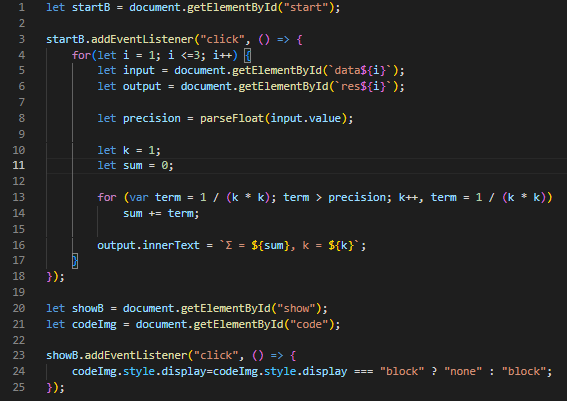 1 let startB = document.getElementById("start");
2
3 startB.addEventListener("click", () => {
4     for(let i = 1; i <=3; i++) {
5         let input = document.getElementById(`data${i}`);
6         let output = document.getElementById(`res${i}`);
7
8         let precision = parseFloat(input.value);
9
10         let k = 1;
11         let sum = 0;
12
13         for (var term = 1 / (k * k); term > precision; k++, term = 1 / (k * k))
14             sum += term;
15
16         output.innerText = `Σ = ${sum}, k = ${k}`;
17     }
18 });
19
20 let showB = document.getElementById("show");
21 let codeImg = document.getElementById("code");
22
23 showB.addEventListener("click", () => {
24     codeImg.style.display=codeImg.style.display === "block" ? "none" : "block";
25 });